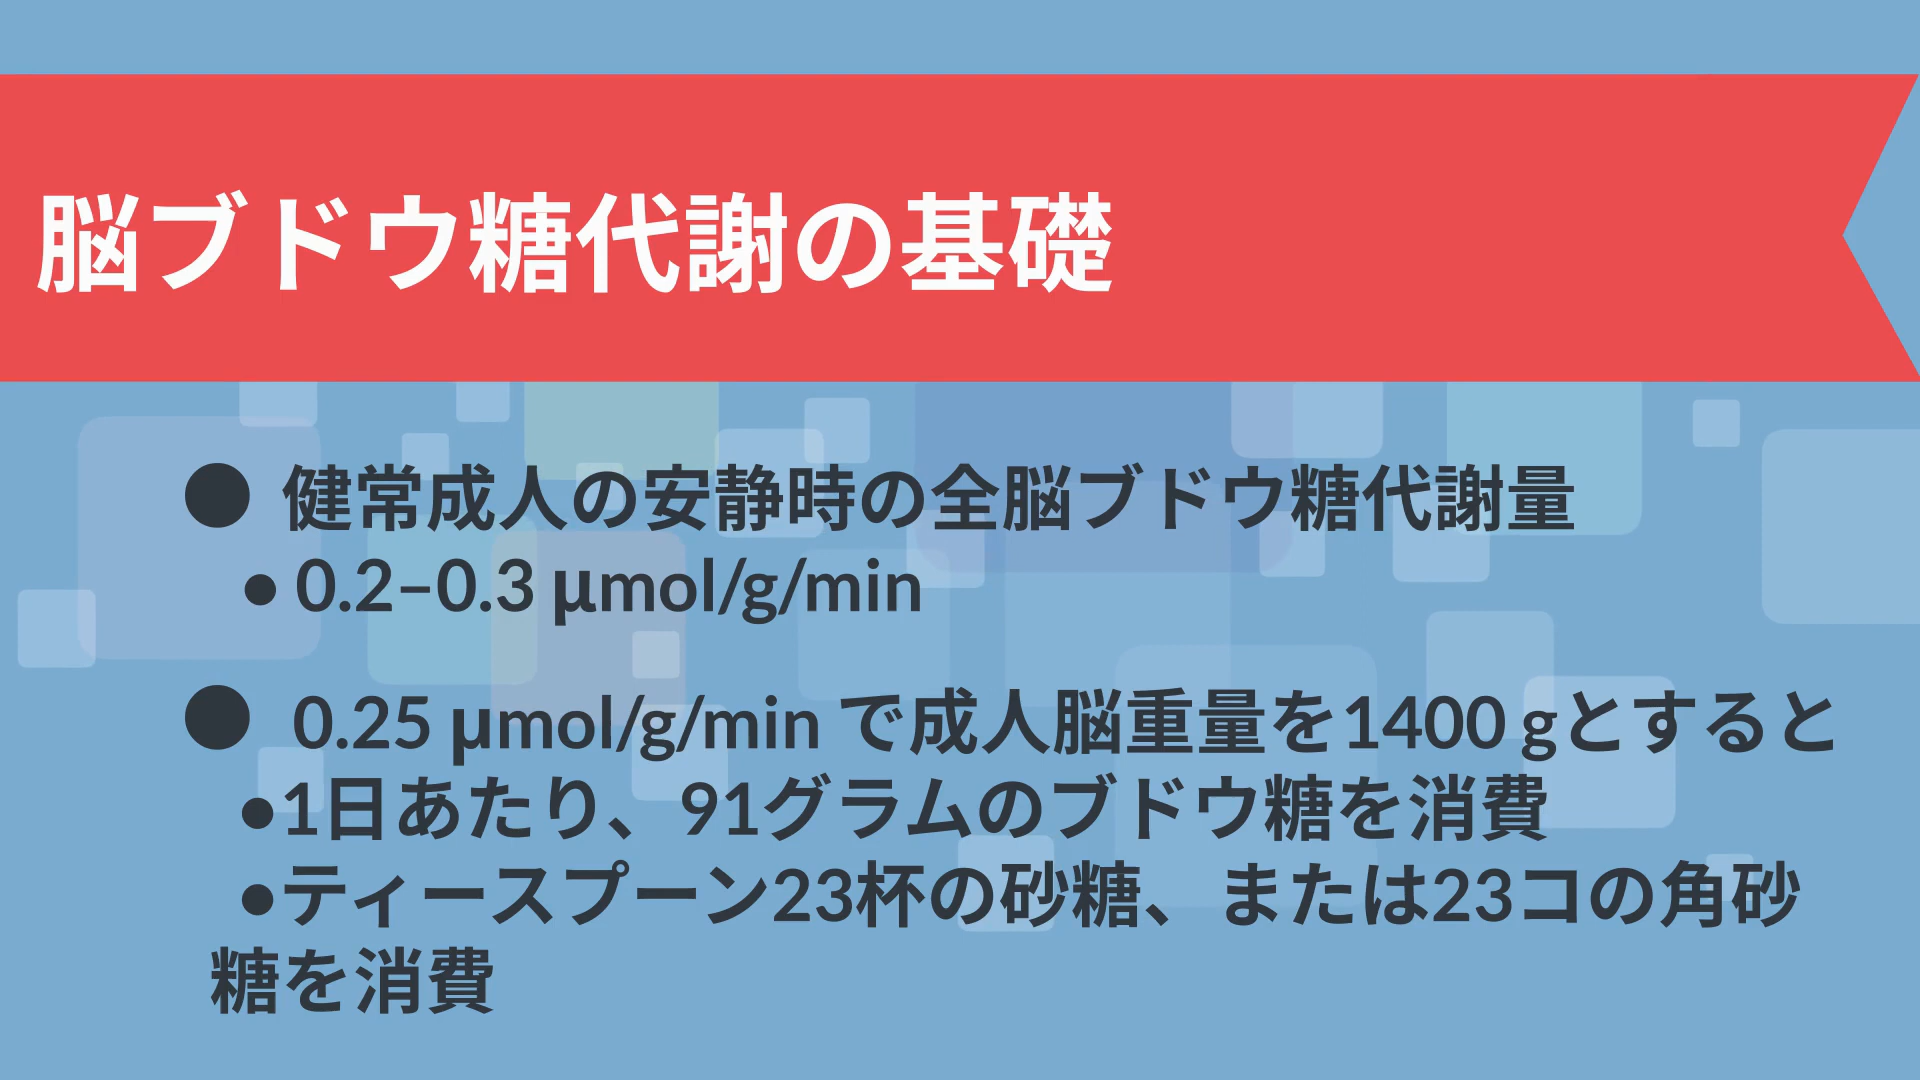 脳ブドウ糖代謝の基礎
● 健常成人の安静時の全脳ブドウ糖代謝量
● 0.2–0.3 μmol/g/min
● 0.25 μmol/g/min で成人脳重量を1400 gとすると
●1日あたり、91グラムのブドウ糖を消費
●ティースプーン23杯の砂糖、または23コの角砂
糖を消費